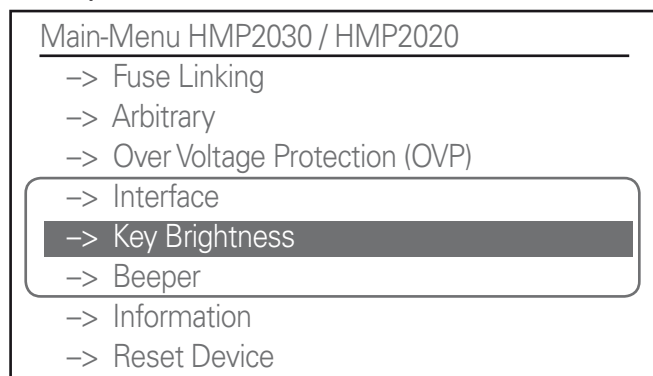 Main-Menu HMP2030 / HMP2020
–> Fuse Linking
–> Arbitrary
–> Over Voltage Protection (OVP)
–> Interface
–> Key Brightness
–> Beeper
–> Information
–> Reset Device